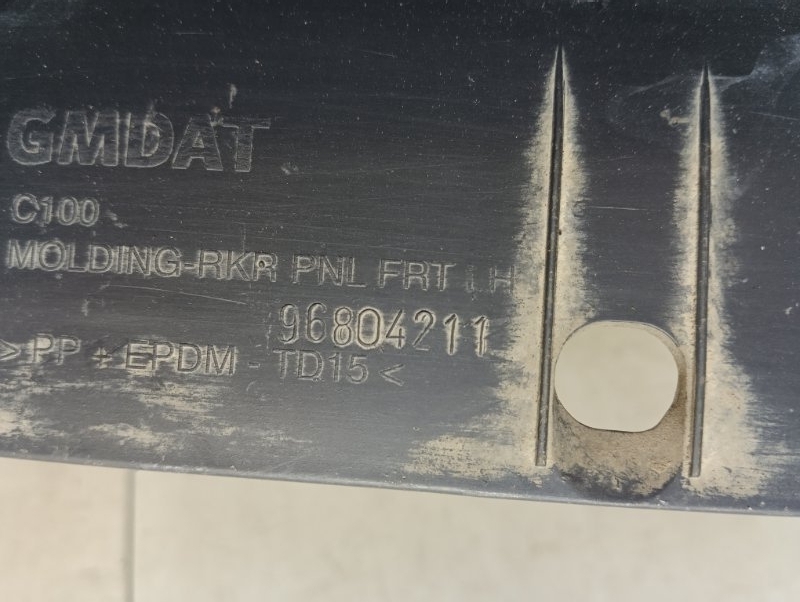 GMDAT
C100
MOLDING-RKR PNL FRT LH
96804211
> PP + EPDM - TD15 <